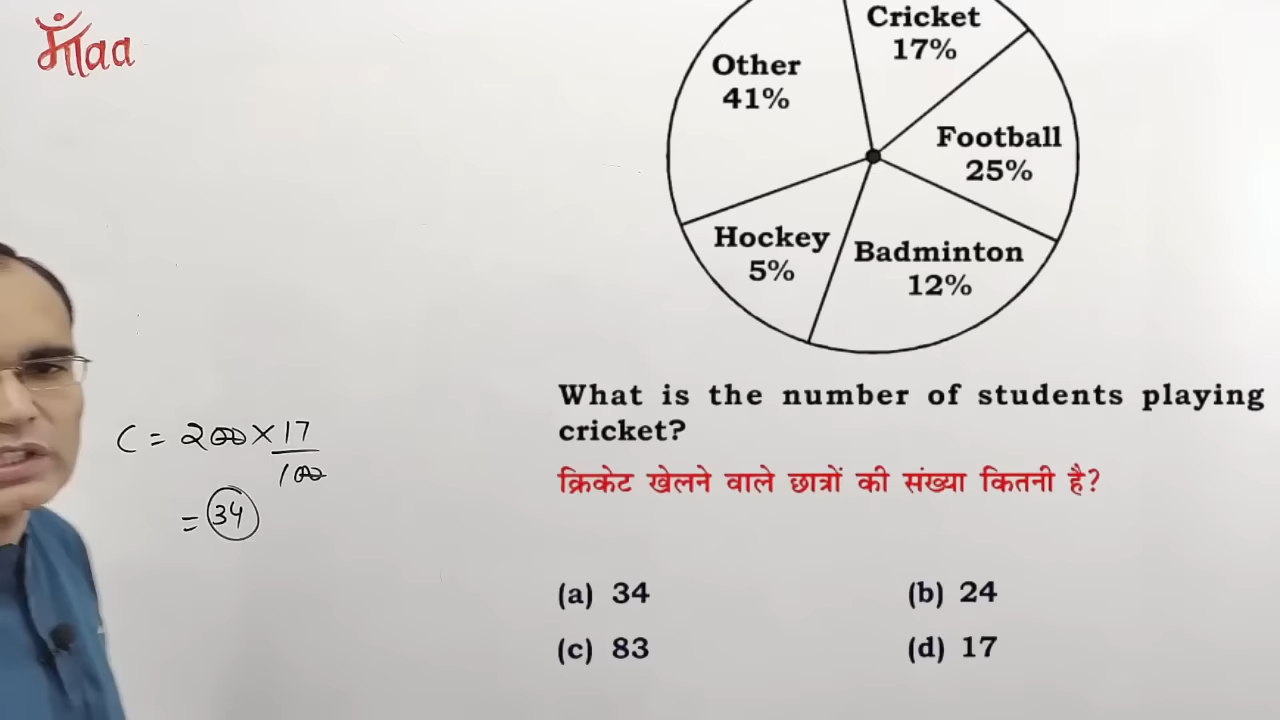 माँaa
Cricket
17%
Other
41%
Football
25%
Hockey
5%
Badminton
12%
What is the number of students playing
cricket?
क्रिकेट खेलने वाले छात्रों की संख्या कितनी है?
C = 200 × 17
100
= 34
(a) 34
(b) 24
(c) 83
(d) 17